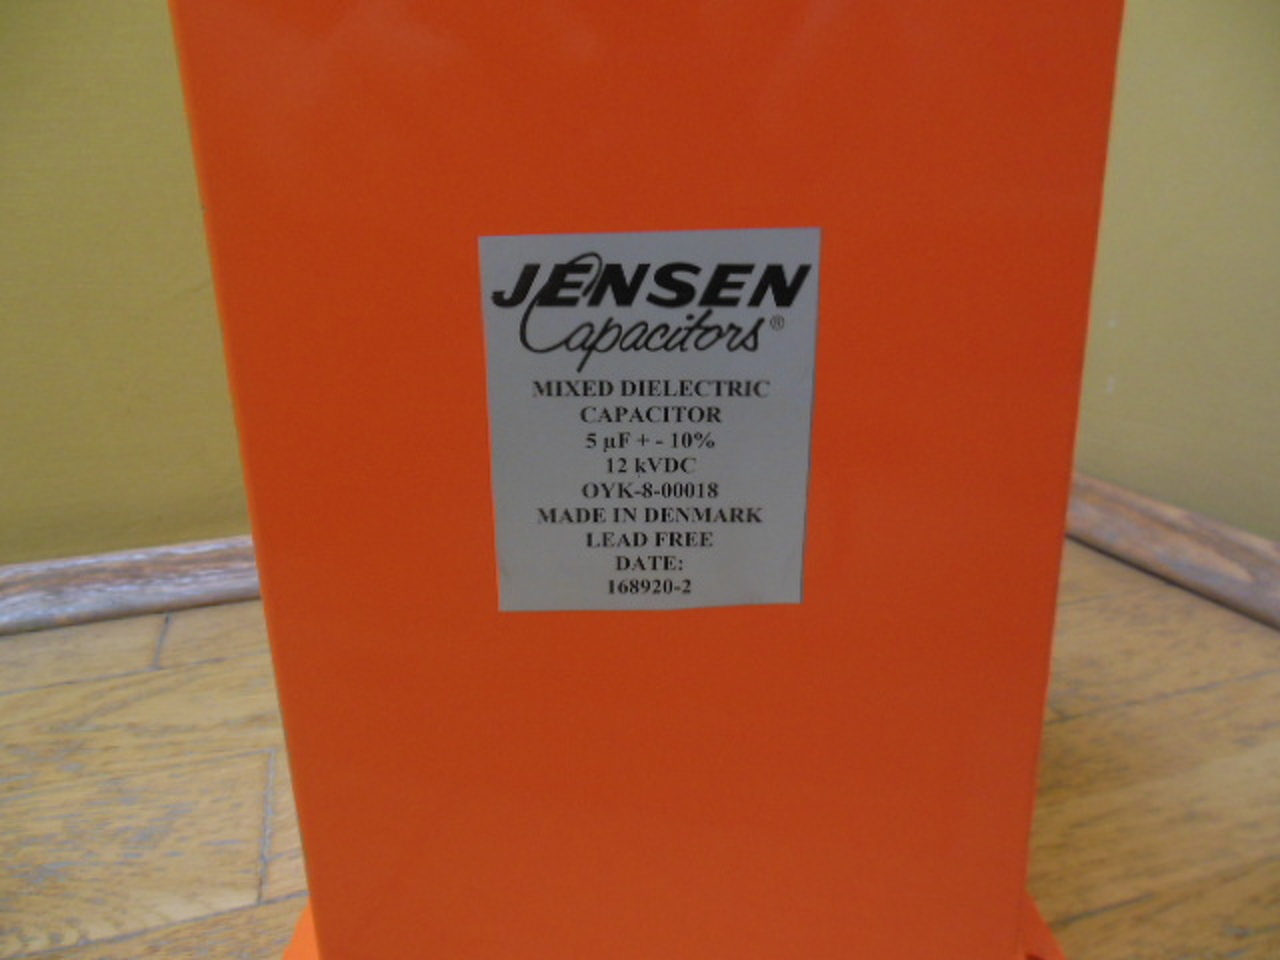 JENSEN
Capacitors®
MIXED DIELECTRIC
CAPACITOR
5 µF + - 10%
12 kVDC
OYK-8-00018
MADE IN DENMARK
LEAD FREE
DATE:
168920-2